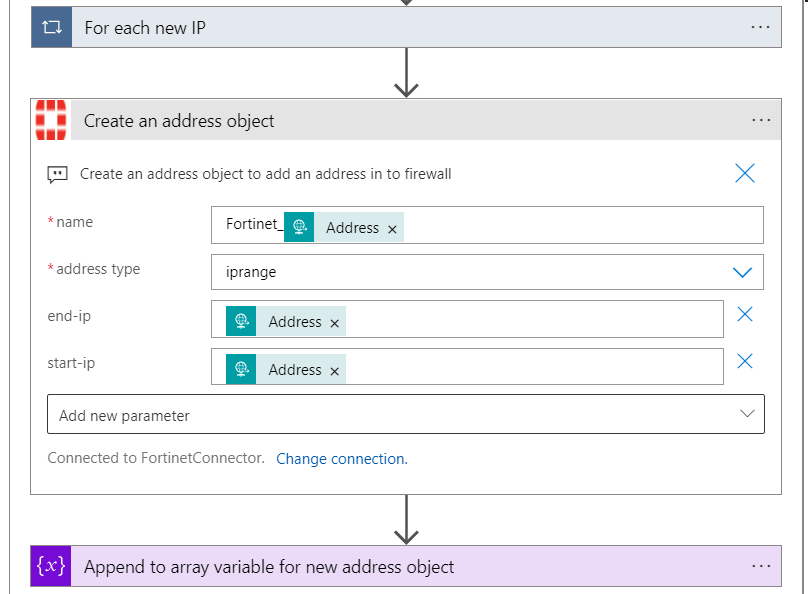 For each new IP
...
Create an address object
...
Create an address object to add an address in to firewall
* name
Fortinet_ Address ×
* address type
iprange
end-ip
Address ×
start-ip
Address ×
Add new parameter
Connected to FortinetConnector. Change connection.
{x} Append to array variable for new address object
...